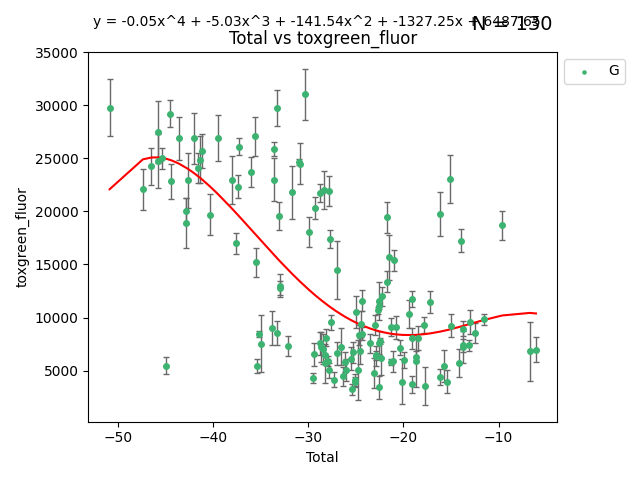 y = -0.05x^4 + -5.03x^3 + -141.54x^2 + -1327.25x + 6487.65
N = 130
Total vs toxgreen_fluor
G
35000
30000
25000
20000
15000
10000
5000
toxgreen_fluor
−50 −40 −30 −20 −10
Total